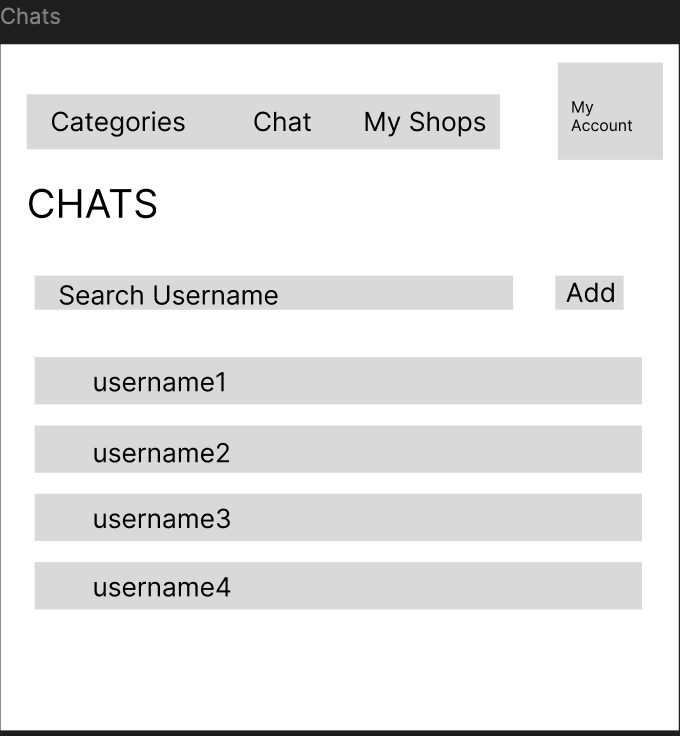 Chats
Categories Chat My Shops
My
Account
CHATS
Search Username Add
username1
username2
username3
username4